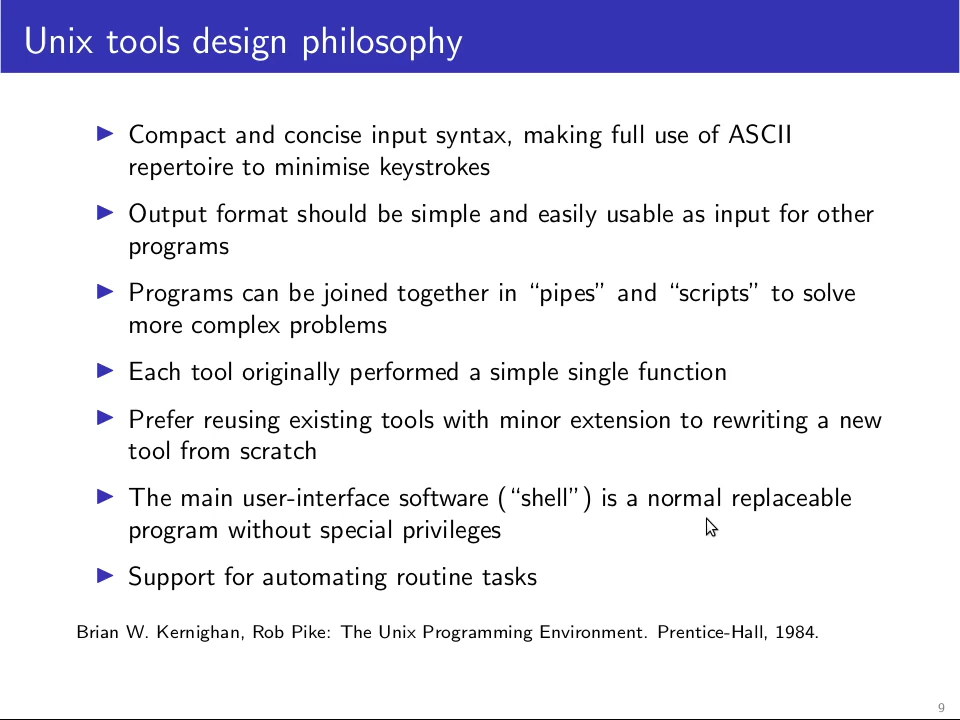 Unix tools design philosophy
Compact and concise input syntax, making full use of ASCII
repertoire to minimise keystrokes
Output format should be simple and easily usable as input for other
programs
Programs can be joined together in “pipes” and “scripts” to solve
more complex problems
Each tool originally performed a simple single function
Prefer reusing existing tools with minor extension to rewriting a new
tool from scratch
The main user-interface software (“shell”) is a normal replaceable
program without special privileges
Support for automating routine tasks
Brian W. Kernighan, Rob Pike: The Unix Programming Environment. Prentice-Hall, 1984.
9